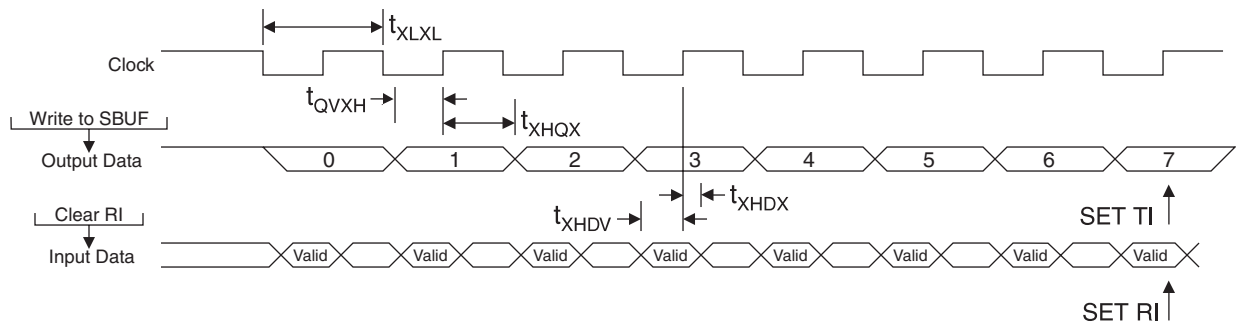 tXLXL
Clock
tQVXH
tXHQX
Write to SBUF
Output Data
0 1 2 3 4 5 6 7
tXHDX
tXHDV
SET TI
Clear RI
Input Data
Valid Valid Valid Valid Valid Valid Valid Valid
SET RI